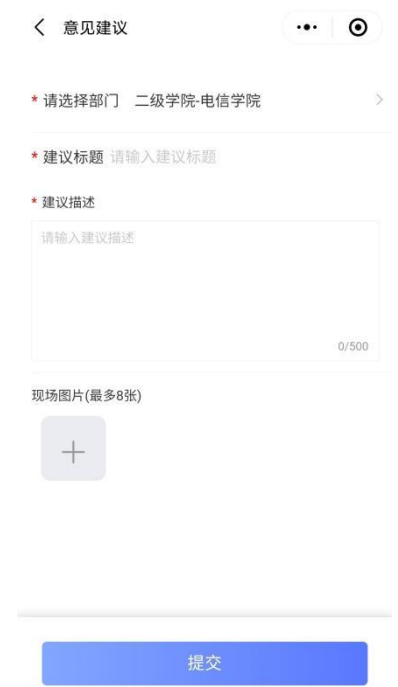 意见建议
* 请选择部门 二级学院-电信学院
* 建议标题 请输入建议标题
* 建议描述
请输入建议描述
0/500
现场图片(最多8张)
提交